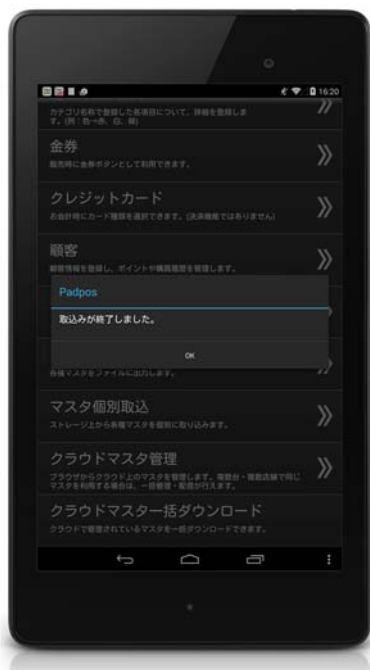 16:20
カテゴリ名称で登録した各項目について、詳細を登録しま
す。(例：色→赤、白、緑)
金券
販売時に金券ボタンとして利用できます。
クレジットカード
お会計時にカード種類を選択できます。(決済機能ではありません)
顧客
顧客情報を登録し、ポイントや購買履歴を管理します。
Padpos
取込みが終了しました。
OK
各種マスタをファイルに出力します。
マスタ個別取込
ストレージ上から各種マスタを個別に取り込みます。
クラウドマスタ管理
ブラウザからクラウド上のマスタを管理します。複数台・複数店舗で同じ
マスタを利用する場合は、一括管理・配信が行えます。
クラウドマスター括ダウンロード
クラウドで管理されているマスタを一括ダウンロードできます。